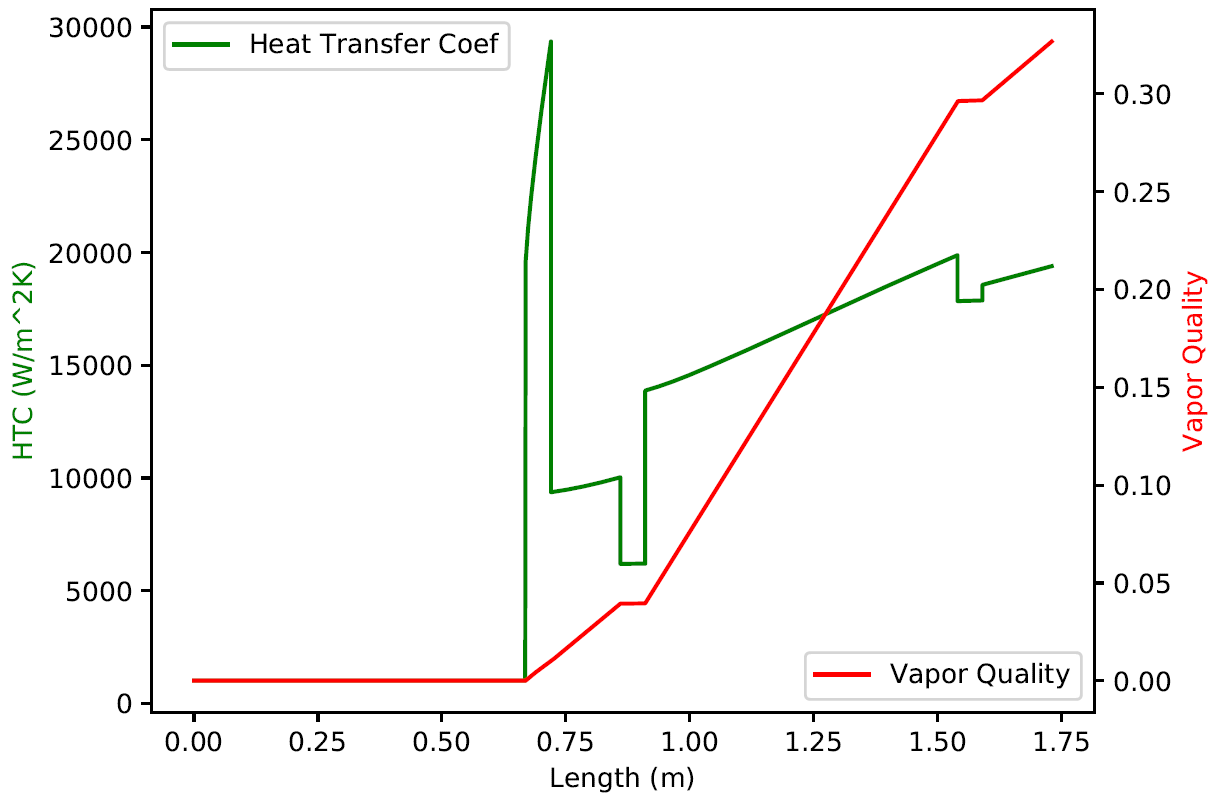 Heat Transfer Coef
30000
25000
20000
15000
10000
5000
0
HTC (W/m^2K)
0.30
0.25
0.20
0.15
0.10
0.05
0.00
Vapor Quality
Vapor Quality
0.00 0.25 0.50 0.75 1.00 1.25 1.50 1.75
Length (m)